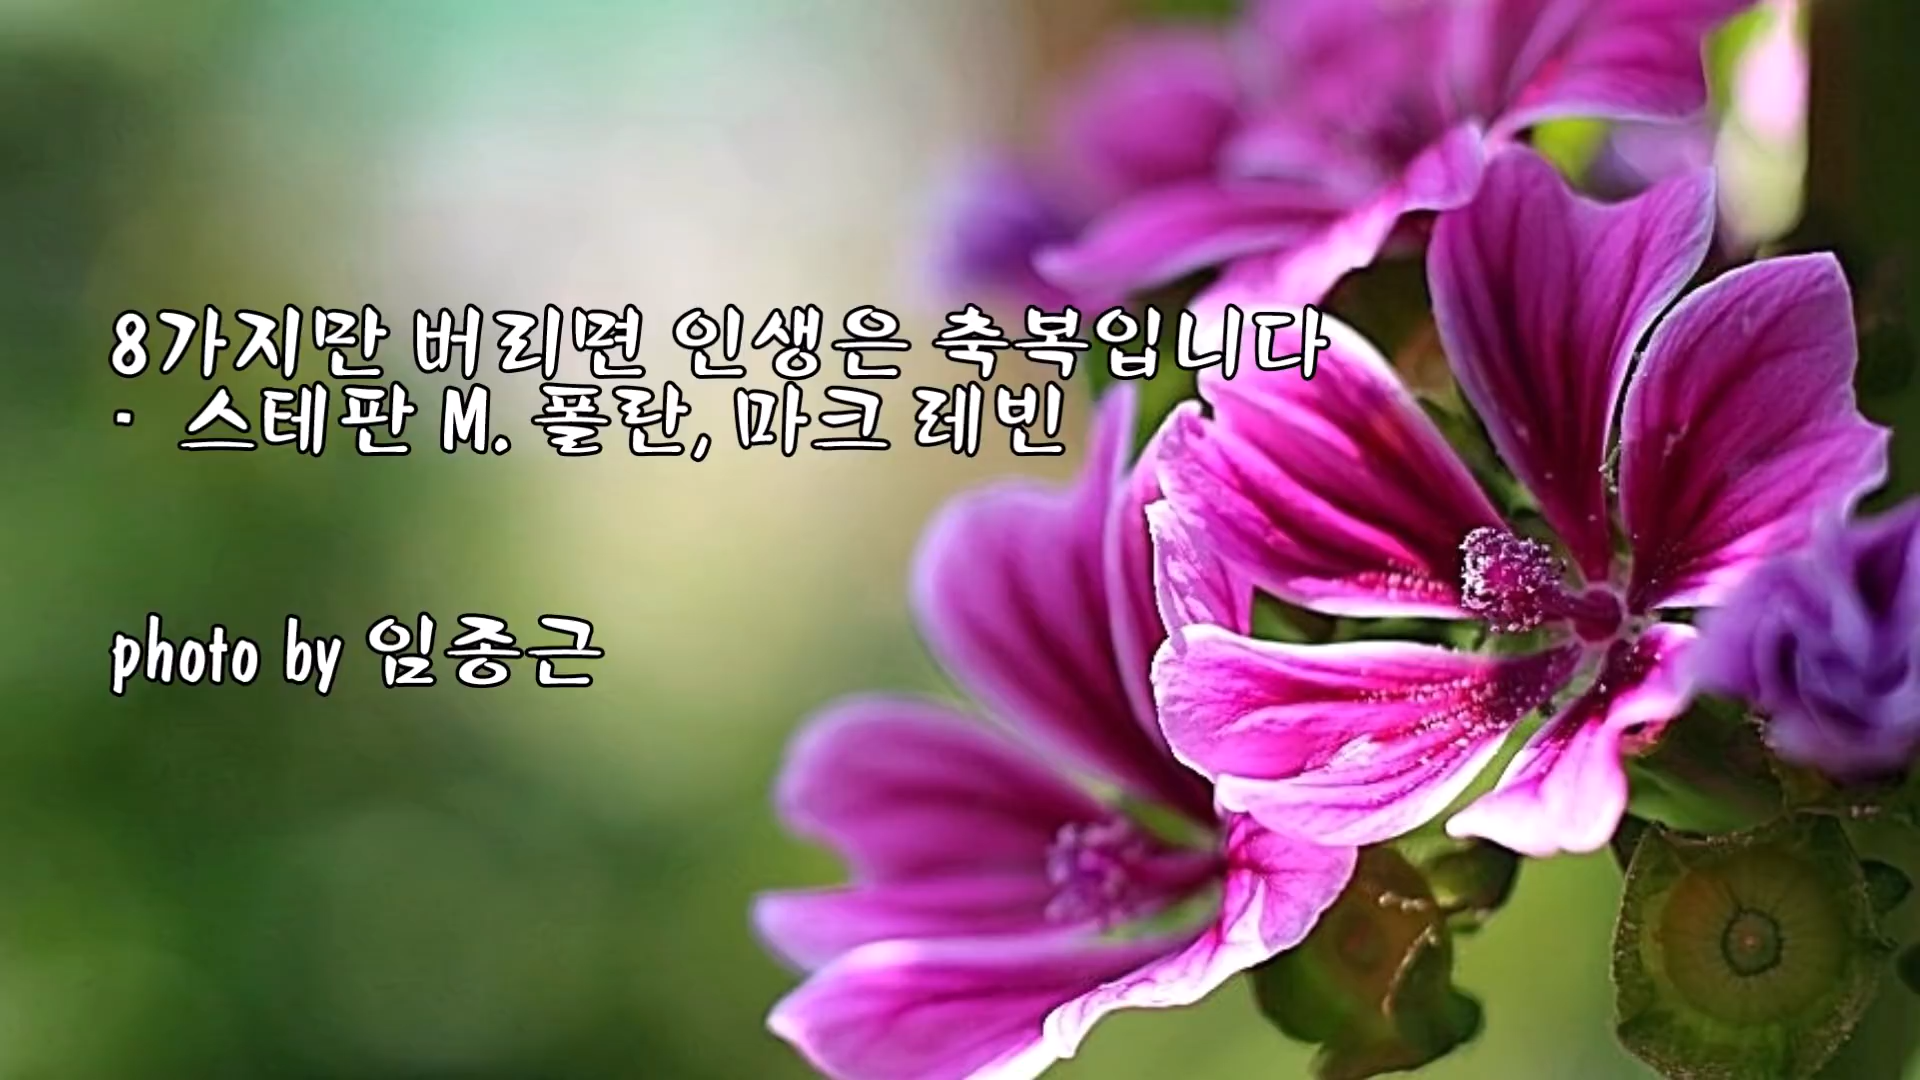 8가지만 버리면 인생은 축복입니다
- 스테판 M. 폴란, 마크 레빈
photo by 임종근